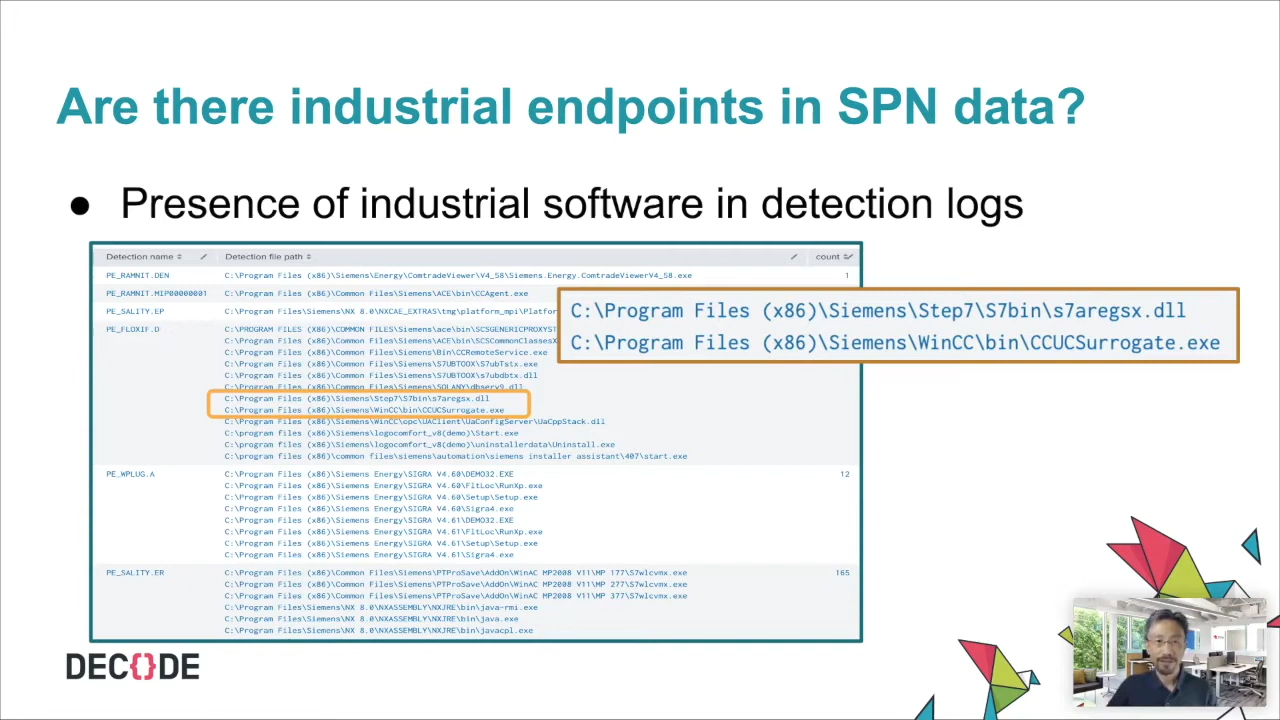 Are there industrial endpoints in SPN data?
● Presence of industrial software in detection logs
Detection name Detection file path count
PE_RAMNIT.DEN C:\Program Files (x86)\Siemens\Energy\ComtradeViewer\V4_58\Siemens.Energy.ComtradeViewerV4_58.exe 1
PE_RAMNIT.MIP00000001 C:\Program Files (x86)\Common Files\Siemens\ACE\bin\CCAgent.exe
PE_SALITY.EP C:\Program Files\Siemens\NX 8.0\NXCAE_EXTRAS\tmg\platform_mpi\Platfor
PE_FLOXIF.D C:\PROGRAM FILES (X86)\COMMON FILES\Siemens\ace\bin\SCSGENERICPROXYST
C:\Program Files (x86)\Common Files\Siemens\ACE\bin\SCSCommonClassesX
C:\Program Files (x86)\Common Files\Siemens\Bin\CCRemoteService.exe
C:\Program Files (x86)\Common Files\Siemens\S7UBTOOX\S7ubTstx.exe
C:\Program Files (x86)\Common Files\Siemens\S7UBTOOX\s7ubdbtx.dll
C:\Program Files (x86)\Common Files\Siemens\SQLANY\dbserv9.dll
C:\Program Files (x86)\Siemens\Step7\S7bin\s7aregsx.dll
C:\Program Files (x86)\Siemens\WinCC\bin\CCUCSurrogate.exe
C:\Program Files (x86)\Siemens\WinCC\opc\UAClient\UaConfigServer\UaCppStack.dll
C:\program files (x86)\Siemens\logocomfort_v8(demo)\Start.exe
C:\program files (x86)\Siemens\logocomfort_v8(demo)\uninstallerdata\Uninstall.exe
C:\program files (x86)\common files\siemens\automation\siemens installer assistant\407\start.exe
PE_WPLUG.A C:\Program Files (x86)\Siemens Energy\SIGRA V4.60\DEMO32.EXE 12
C:\Program Files (x86)\Siemens Energy\SIGRA V4.60\FltLoc\RunXp.exe
C:\Program Files (x86)\Siemens Energy\SIGRA V4.60\Setup\Setup.exe
C:\Program Files (x86)\Siemens Energy\SIGRA V4.60\Sigra4.exe
C:\Program Files (x86)\Siemens Energy\SIGRA V4.61\DEMO32.EXE
C:\Program Files (x86)\Siemens Energy\SIGRA V4.61\FltLoc\RunXp.exe
C:\Program Files (x86)\Siemens Energy\SIGRA V4.61\Setup\Setup.exe
C:\Program Files (x86)\Siemens Energy\SIGRA V4.61\Sigra4.exe
PE_SALITY.ER C:\Program Files (x86)\Common Files\Siemens\PTProSave\AddOn\WinAC MP2008 V11\MP 177\S7wlcvmx.exe 165
C:\Program Files (x86)\Common Files\Siemens\PTProSave\AddOn\WinAC MP2008 V11\MP 277\S7wlcvmx.exe
C:\Program Files (x86)\Common Files\Siemens\PTProSave\AddOn\WinAC MP2008 V11\MP 377\S7wlcvmx.exe
C:\Program Files\Siemens\NX 8.0\NXASSEMBLY\NXJRE\bin\java-rmi.exe
C:\Program Files\Siemens\NX 8.0\NXASSEMBLY\NXJRE\bin\java.exe
C:\Program Files\Siemens\NX 8.0\NXASSEMBLY\NXJRE\bin\javacpl.exe
C:\Program Files (x86)\Siemens\Step7\S7bin\s7aregsx.dll
C:\Program Files (x86)\Siemens\WinCC\bin\CCUCSurrogate.exe
DEC{}DE